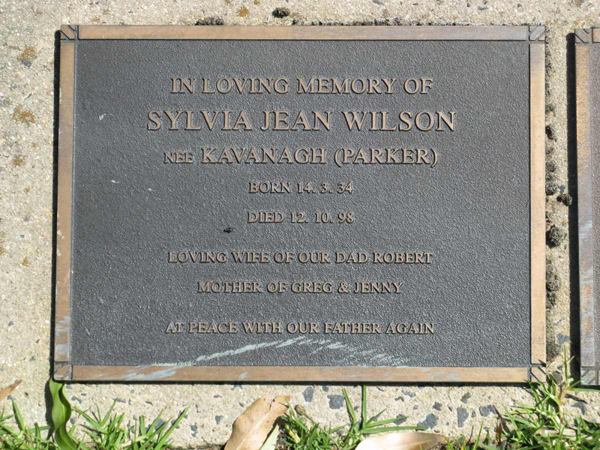 IN LOVING MEMORY OF
SYLVIA JEAN WILSON
NEE KAVANAGH (PARKER)
BORN 14. 3. 34
DIED 12. 10. 98
LOVING WIFE OF OUR DAD ROBERT
MOTHER OF GREG & JENNY
AT PEACE WITH OUR FATHER AGAIN